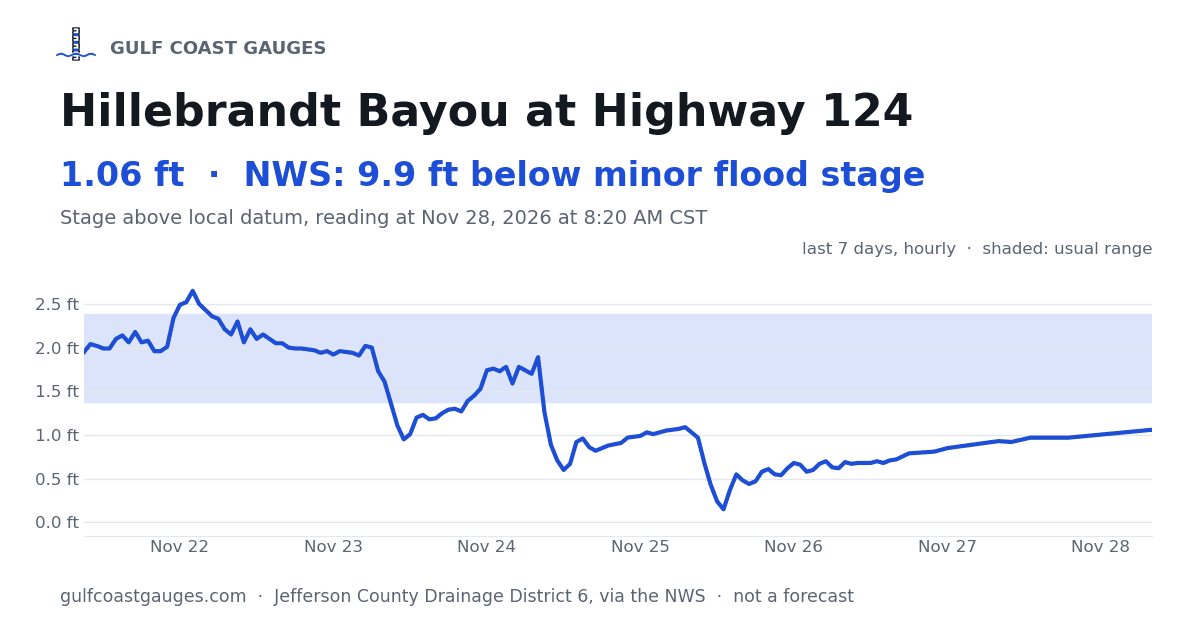 GULF COAST GAUGES
Hillebrandt Bayou at Highway 124
1.06 ft · NWS: 9.9 ft below minor flood stage
Stage above local datum, reading at Nov 28, 2026 at 8:20 AM CST
last 7 days, hourly · shaded: usual range
2.5 ft
2.0 ft
1.5 ft
1.0 ft
0.5 ft
0.0 ft
Nov 22 Nov 23 Nov 24 Nov 25 Nov 26 Nov 27 Nov 28
gulfcoastgauges.com · Jefferson County Drainage District 6, via the NWS · not a forecast